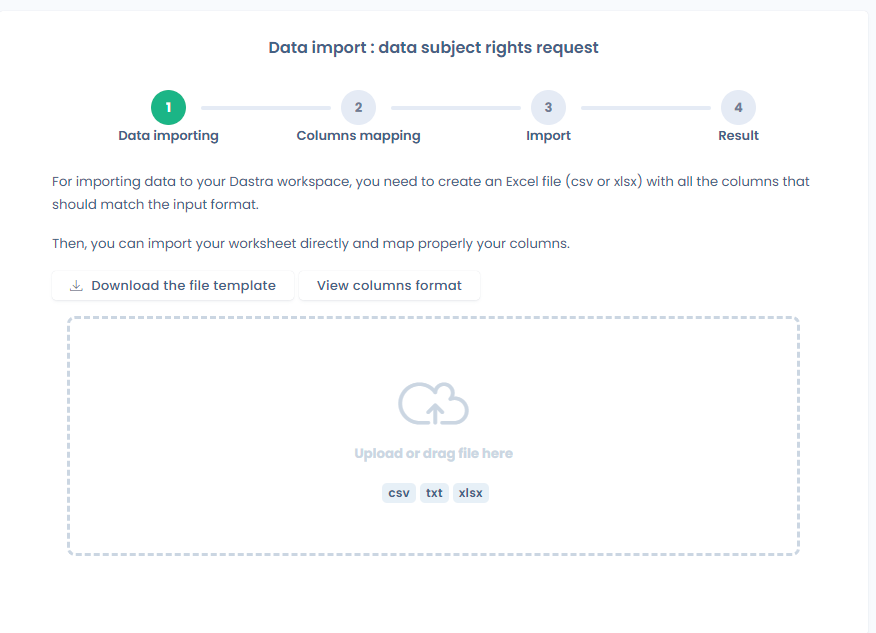 Data import : data subject rights request
1
2
3
4
Data importing
Columns mapping
Import
Result
For importing data to your Dastra workspace, you need to create an Excel file (csv or xlsx) with all the columns that
should match the input format.
Then, you can import your worksheet directly and map properly your columns.
Download the file template
View columns format
Upload or drag file here
csv txt xlsx